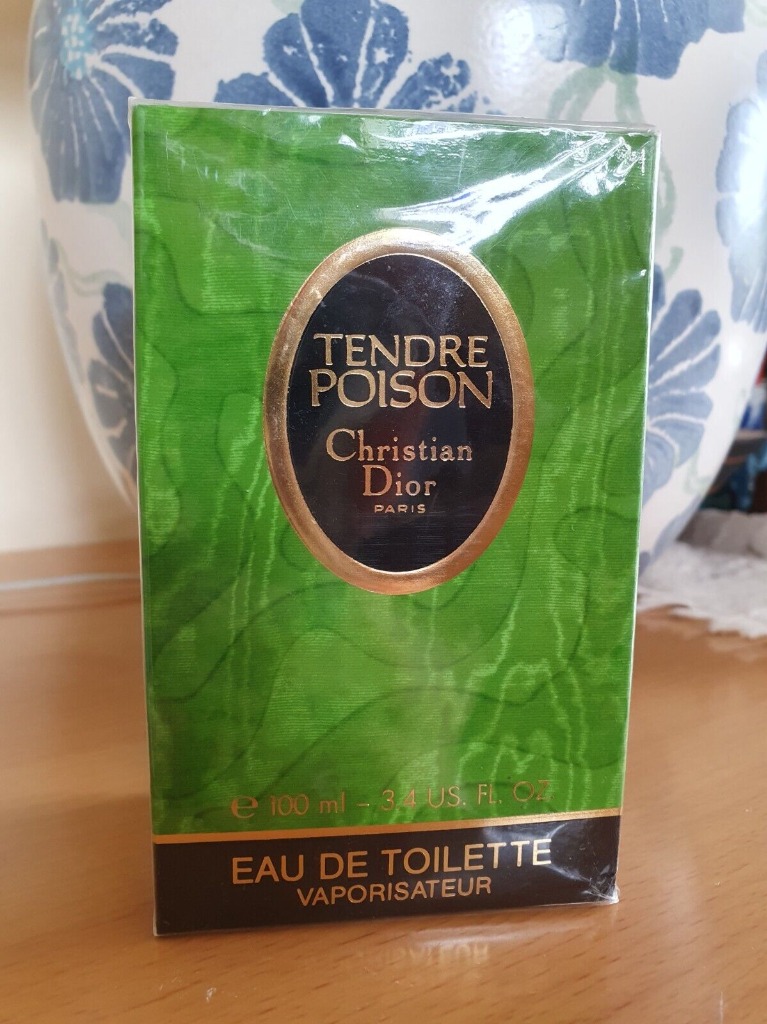 TENDRE
POISON
Christian
Dior
PARIS
e 100 ml - 3.4 US. FL. OZ
EAU DE TOILETTE
VAPORISATEUR